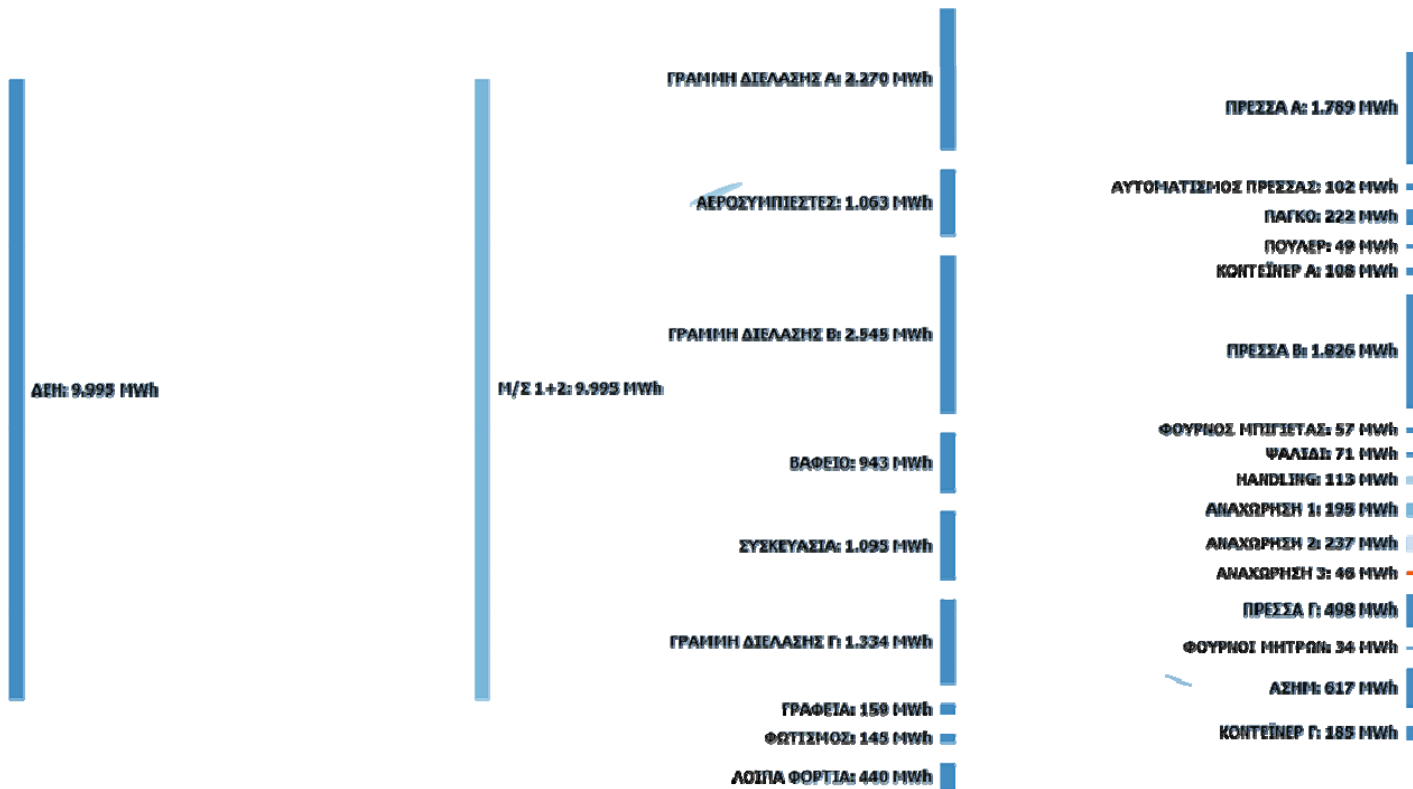 ΔΕΗ: 9.995 MWh
Μ/Σ 1+2: 9.995 MWh
ΓΡΑΜΜΗ ΔΙΕΛΑΣΗΣ Α: 2.270 MWh
ΑΕΡΟΣΥΜΠΙΕΣΤΕΣ: 1.063 MWh
ΓΡΑΜΜΗ ΔΙΕΛΑΣΗΣ Β: 2.545 MWh
ΒΑΦΕΙΟ: 943 MWh
ΣΥΣΚΕΥΑΣΙΑ: 1.095 MWh
ΓΡΑΜΜΗ ΔΙΕΛΑΣΗΣ Γ: 1.334 MWh
ΓΡΑΦΕΙΑ: 159 MWh
ΦΩΤΙΣΜΟΣ: 145 MWh
ΛΟΙΠΑ ΦΟΡΤΙΑ: 440 MWh
ΠΡΕΣΣΑ Α: 1.789 MWh
ΑΥΤΟΜΑΤΙΣΜΟΣ ΠΡΕΣΣΑΣ: 102 MWh
ΠΑΓΚΟ: 222 MWh
ΠΟΥΛΕΡ: 49 MWh
ΚΟΝΤΕΪΝΕΡ Α: 108 MWh
ΠΡΕΣΣΑ Β: 1.826 MWh
ΦΟΥΡΝΟΣ ΜΠΙΓΙΕΤΑΣ: 57 MWh
ΨΑΛΙΔΙ: 71 MWh
HANDLING: 113 MWh
ΑΝΑΧΩΡΗΣΗ 1: 195 MWh
ΑΝΑΧΩΡΗΣΗ 2: 237 MWh
ΑΝΑΧΩΡΗΣΗ 3: 46 MWh
ΠΡΕΣΣΑ Γ: 498 MWh
ΦΟΥΡΝΟΙ ΜΗΤΡΩΝ: 34 MWh
ΑΣΗΜ: 617 MWh
ΚΟΝΤΕΪΝΕΡ Γ: 185 MWh